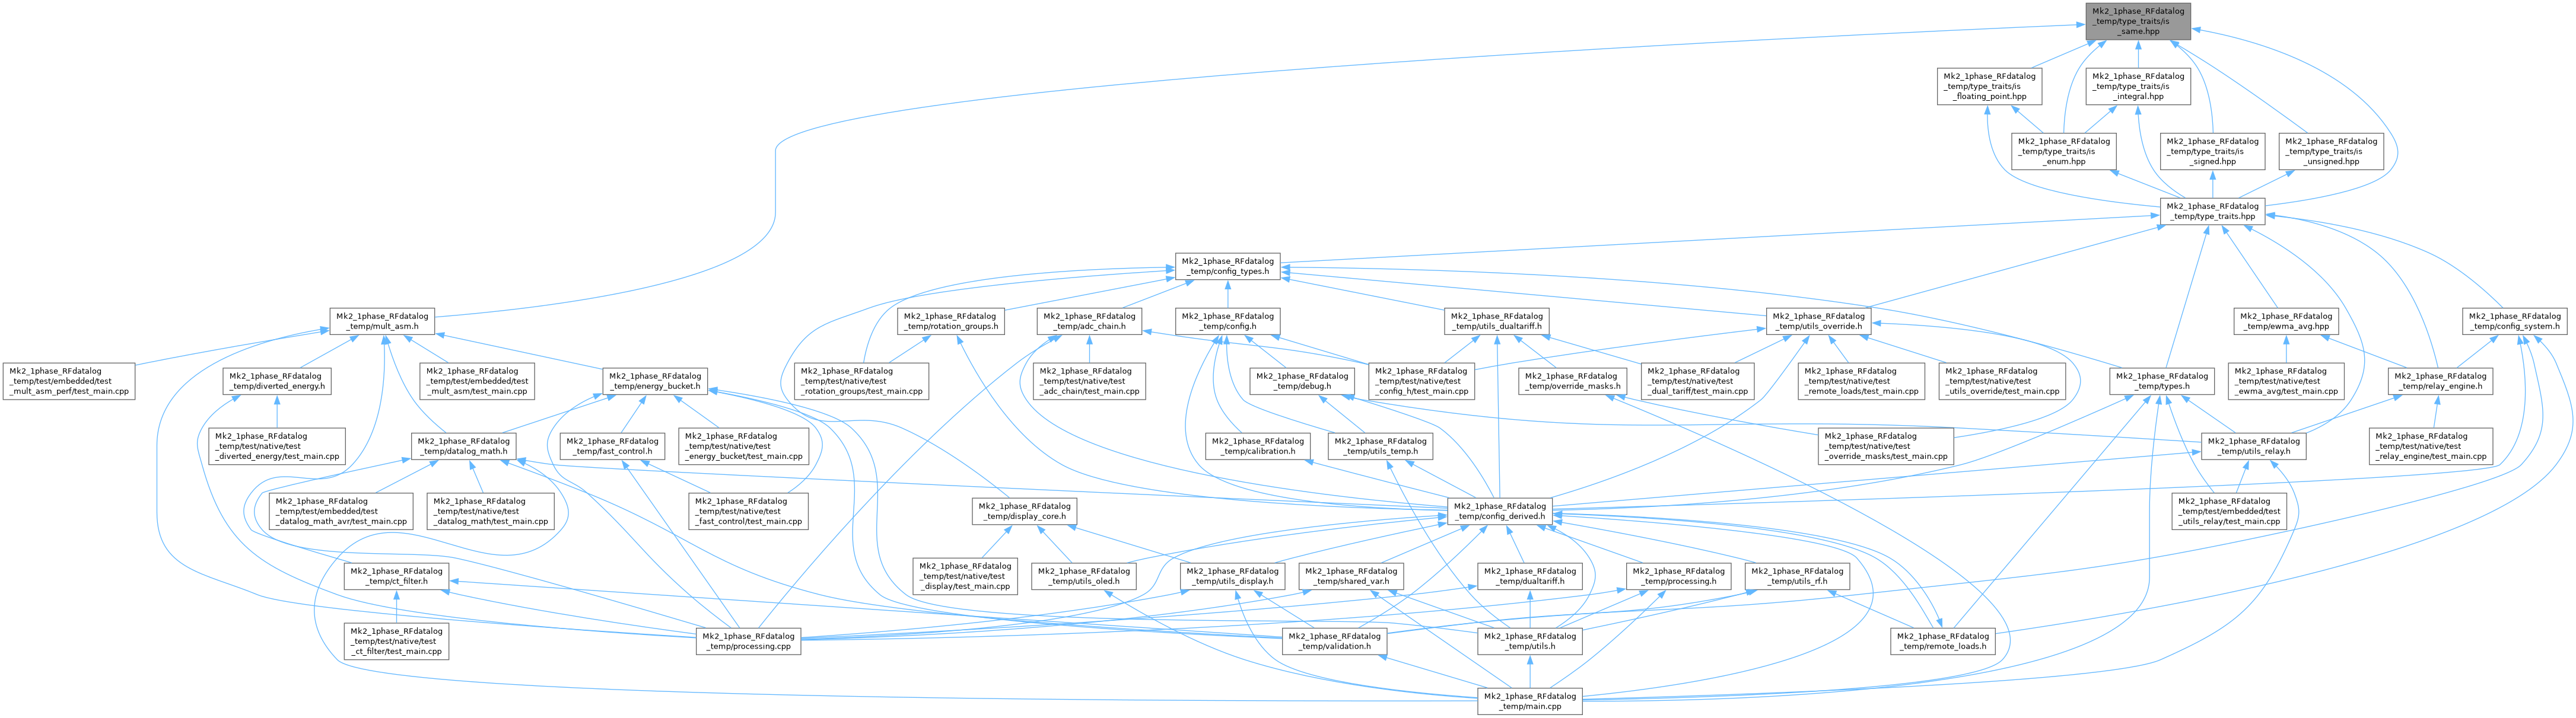 Mk2_1phase_RFdatalog
_temp/type_traits/is
_same.hpp
Mk2_1phase_RFdatalog
_temp/type_traits/is
_floating_point.hpp
Mk2_1phase_RFdatalog
_temp/type_traits/is
_integral.hpp
Mk2_1phase_RFdatalog
_temp/type_traits/is
_enum.hpp
Mk2_1phase_RFdatalog
_temp/type_traits/is
_signed.hpp
Mk2_1phase_RFdatalog
_temp/type_traits/is
_unsigned.hpp
Mk2_1phase_RFdatalog
_temp/type_traits.hpp
Mk2_1phase_RFdatalog
_temp/config_types.h
Mk2_1phase_RFdatalog
_temp/mult_asm.h
Mk2_1phase_RFdatalog
_temp/rotation_groups.h
Mk2_1phase_RFdatalog
_temp/adc_chain.h
Mk2_1phase_RFdatalog
_temp/config.h
Mk2_1phase_RFdatalog
_temp/utils_dualtariff.h
Mk2_1phase_RFdatalog
_temp/utils_override.h
Mk2_1phase_RFdatalog
_temp/ewma_avg.hpp
Mk2_1phase_RFdatalog
_temp/config_system.h
Mk2_1phase_RFdatalog
_temp/test/embedded/test
_mult_asm_perf/test_main.cpp
Mk2_1phase_RFdatalog
_temp/diverted_energy.h
Mk2_1phase_RFdatalog
_temp/test/embedded/test
_mult_asm/test_main.cpp
Mk2_1phase_RFdatalog
_temp/energy_bucket.h
Mk2_1phase_RFdatalog
_temp/test/native/test
_rotation_groups/test_main.cpp
Mk2_1phase_RFdatalog
_temp/test/native/test
_adc_chain/test_main.cpp
Mk2_1phase_RFdatalog
_temp/debug.h
Mk2_1phase_RFdatalog
_temp/test/native/test
_config_h/test_main.cpp
Mk2_1phase_RFdatalog
_temp/override_masks.h
Mk2_1phase_RFdatalog
_temp/test/native/test
_dual_tariff/test_main.cpp
Mk2_1phase_RFdatalog
_temp/test/native/test
_remote_loads/test_main.cpp
Mk2_1phase_RFdatalog
_temp/test/native/test
_utils_override/test_main.cpp
Mk2_1phase_RFdatalog
_temp/types.h
Mk2_1phase_RFdatalog
_temp/test/native/test
_ewma_avg/test_main.cpp
Mk2_1phase_RFdatalog
_temp/relay_engine.h
Mk2_1phase_RFdatalog
_temp/test/native/test
_diverted_energy/test_main.cpp
Mk2_1phase_RFdatalog
_temp/datalog_math.h
Mk2_1phase_RFdatalog
_temp/fast_control.h
Mk2_1phase_RFdatalog
_temp/test/native/test
_energy_bucket/test_main.cpp
Mk2_1phase_RFdatalog
_temp/calibration.h
Mk2_1phase_RFdatalog
_temp/utils_temp.h
Mk2_1phase_RFdatalog
_temp/test/native/test
_override_masks/test_main.cpp
Mk2_1phase_RFdatalog
_temp/utils_relay.h
Mk2_1phase_RFdatalog
_temp/test/native/test
_relay_engine/test_main.cpp
Mk2_1phase_RFdatalog
_temp/test/embedded/test
_datalog_math_avr/test_main.cpp
Mk2_1phase_RFdatalog
_temp/test/native/test
_datalog_math/test_main.cpp
Mk2_1phase_RFdatalog
_temp/test/native/test
_fast_control/test_main.cpp
Mk2_1phase_RFdatalog
_temp/display_core.h
Mk2_1phase_RFdatalog
_temp/config_derived.h
Mk2_1phase_RFdatalog
_temp/test/embedded/test
_utils_relay/test_main.cpp
Mk2_1phase_RFdatalog
_temp/ct_filter.h
Mk2_1phase_RFdatalog
_temp/test/native/test
_display/test_main.cpp
Mk2_1phase_RFdatalog
_temp/utils_oled.h
Mk2_1phase_RFdatalog
_temp/utils_display.h
Mk2_1phase_RFdatalog
_temp/shared_var.h
Mk2_1phase_RFdatalog
_temp/dualtariff.h
Mk2_1phase_RFdatalog
_temp/processing.h
Mk2_1phase_RFdatalog
_temp/utils_rf.h
Mk2_1phase_RFdatalog
_temp/test/native/test
_ct_filter/test_main.cpp
Mk2_1phase_RFdatalog
_temp/processing.cpp
Mk2_1phase_RFdatalog
_temp/validation.h
Mk2_1phase_RFdatalog
_temp/utils.h
Mk2_1phase_RFdatalog
_temp/remote_loads.h
Mk2_1phase_RFdatalog
_temp/main.cpp